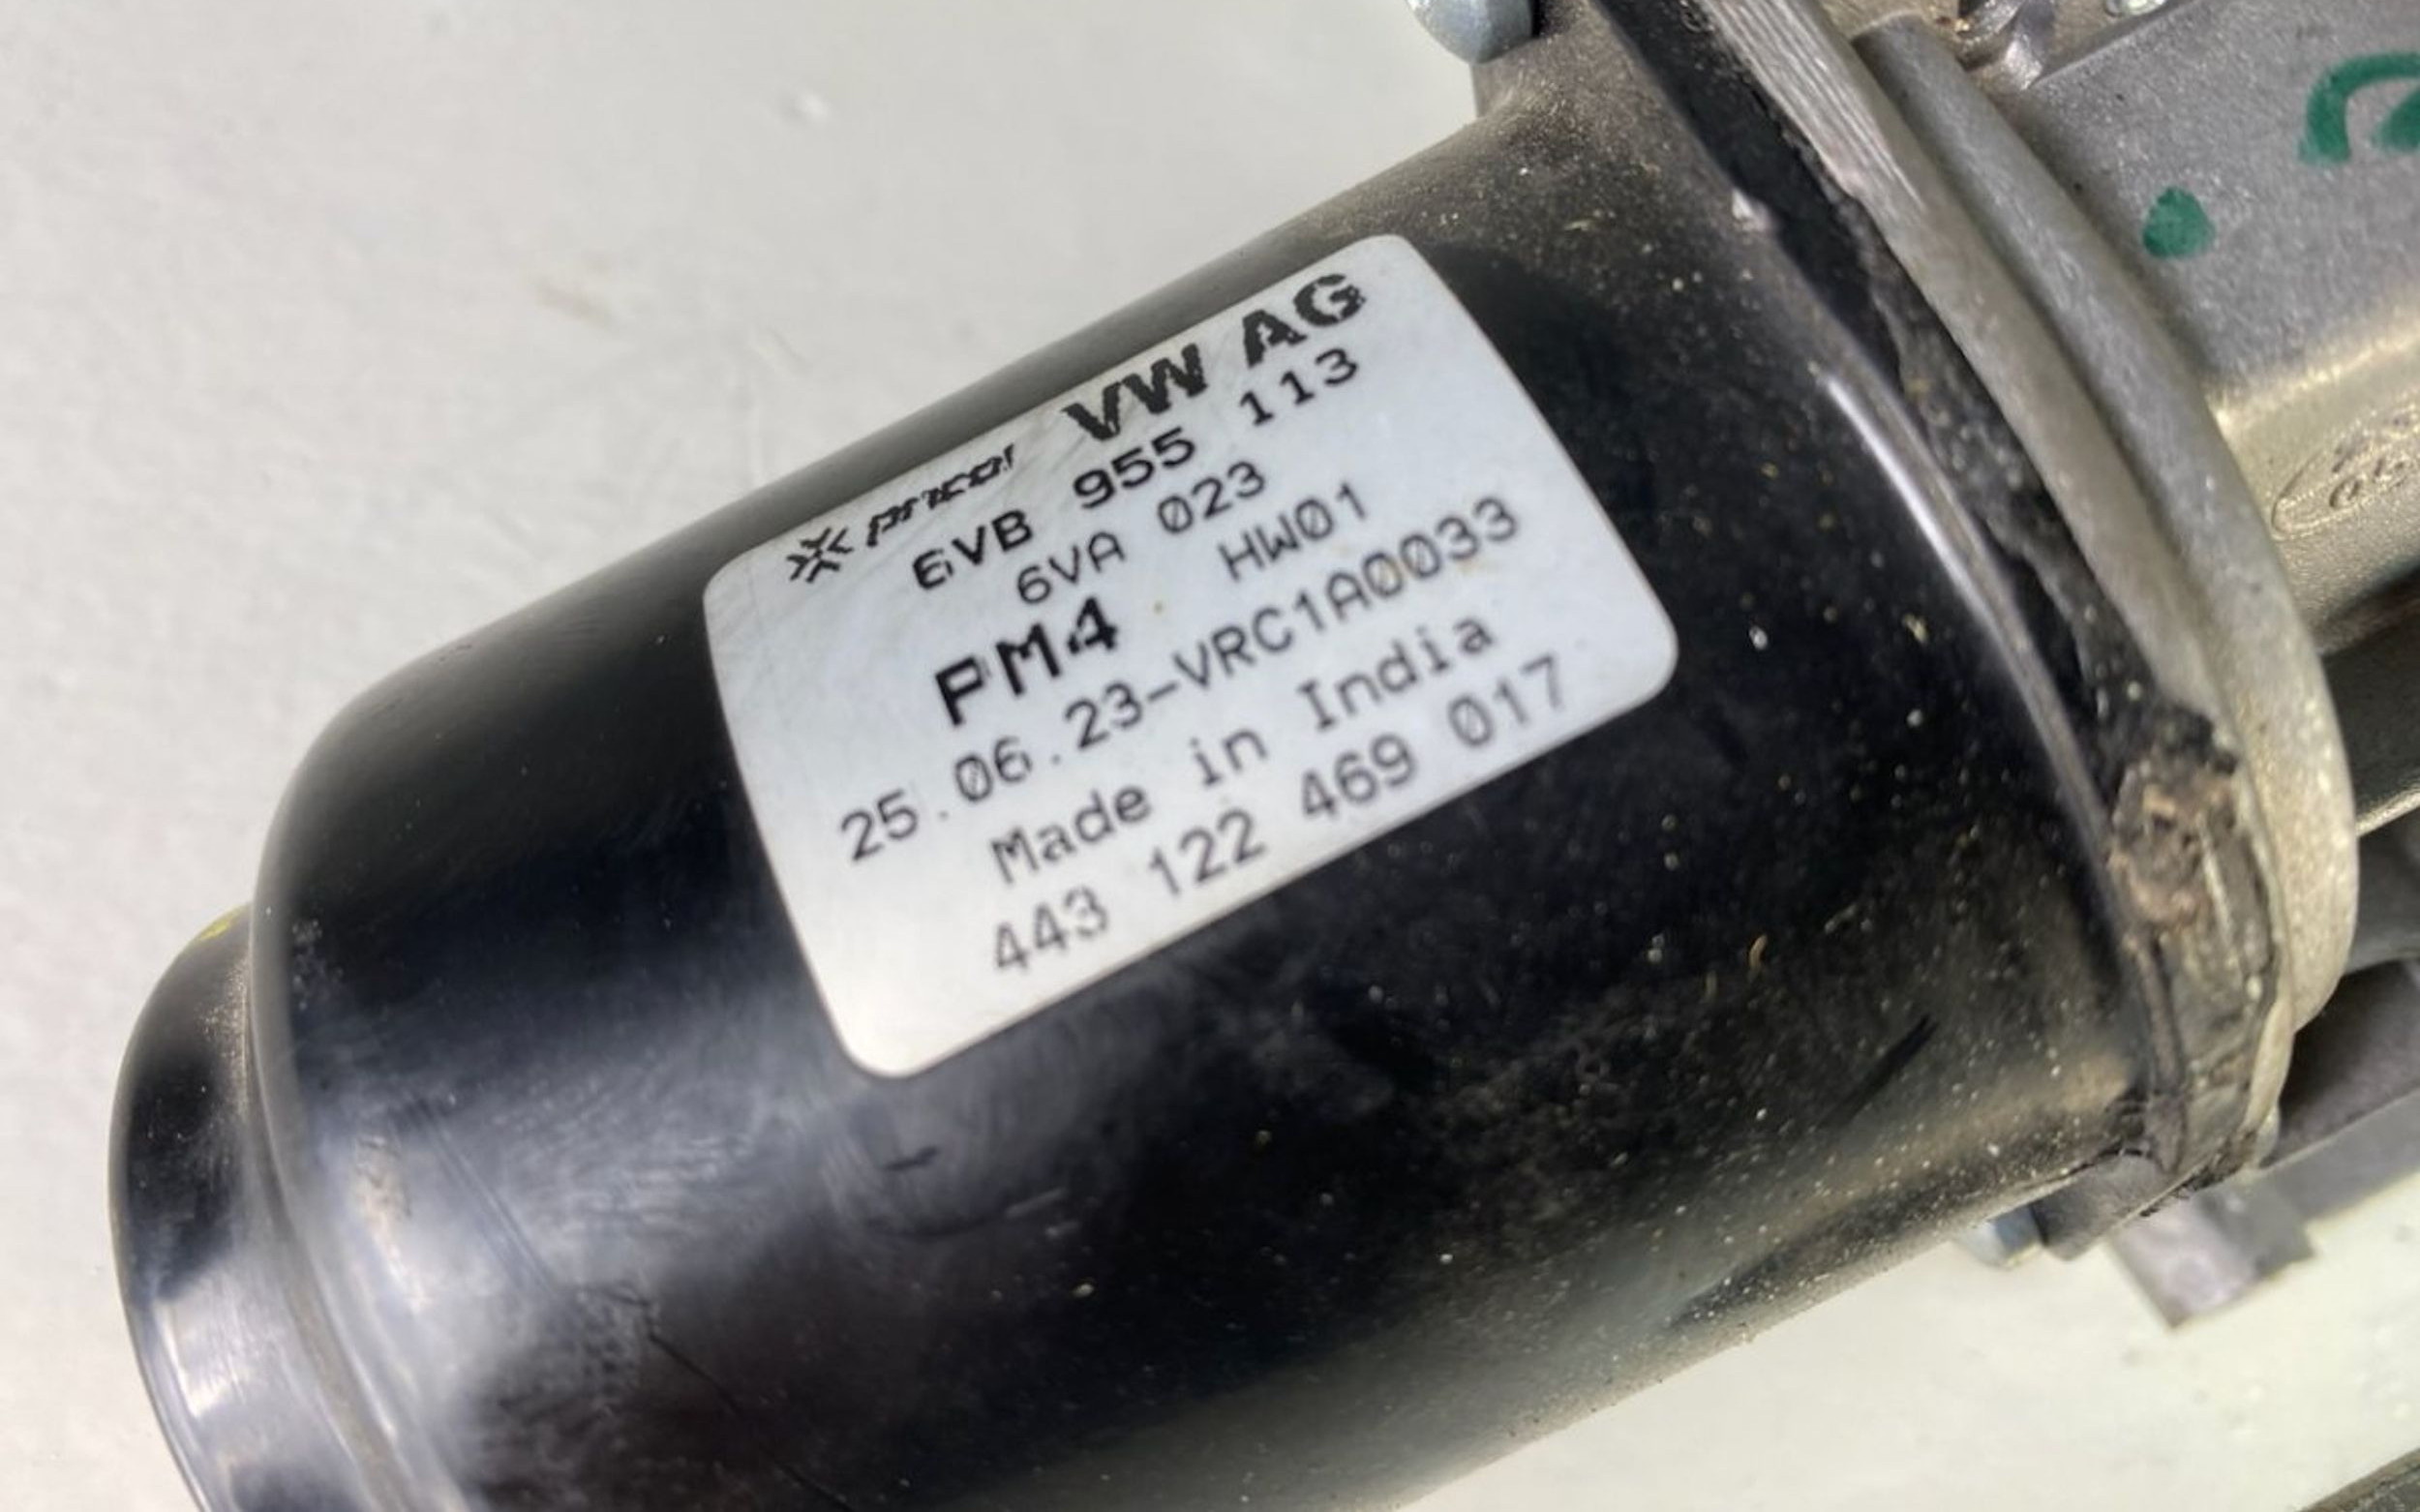 pricol VW AG
6VB 955 113
6VA 023
PM4 HW01
25.06.23-VRC1A0033
Made in India
443 122 469 017